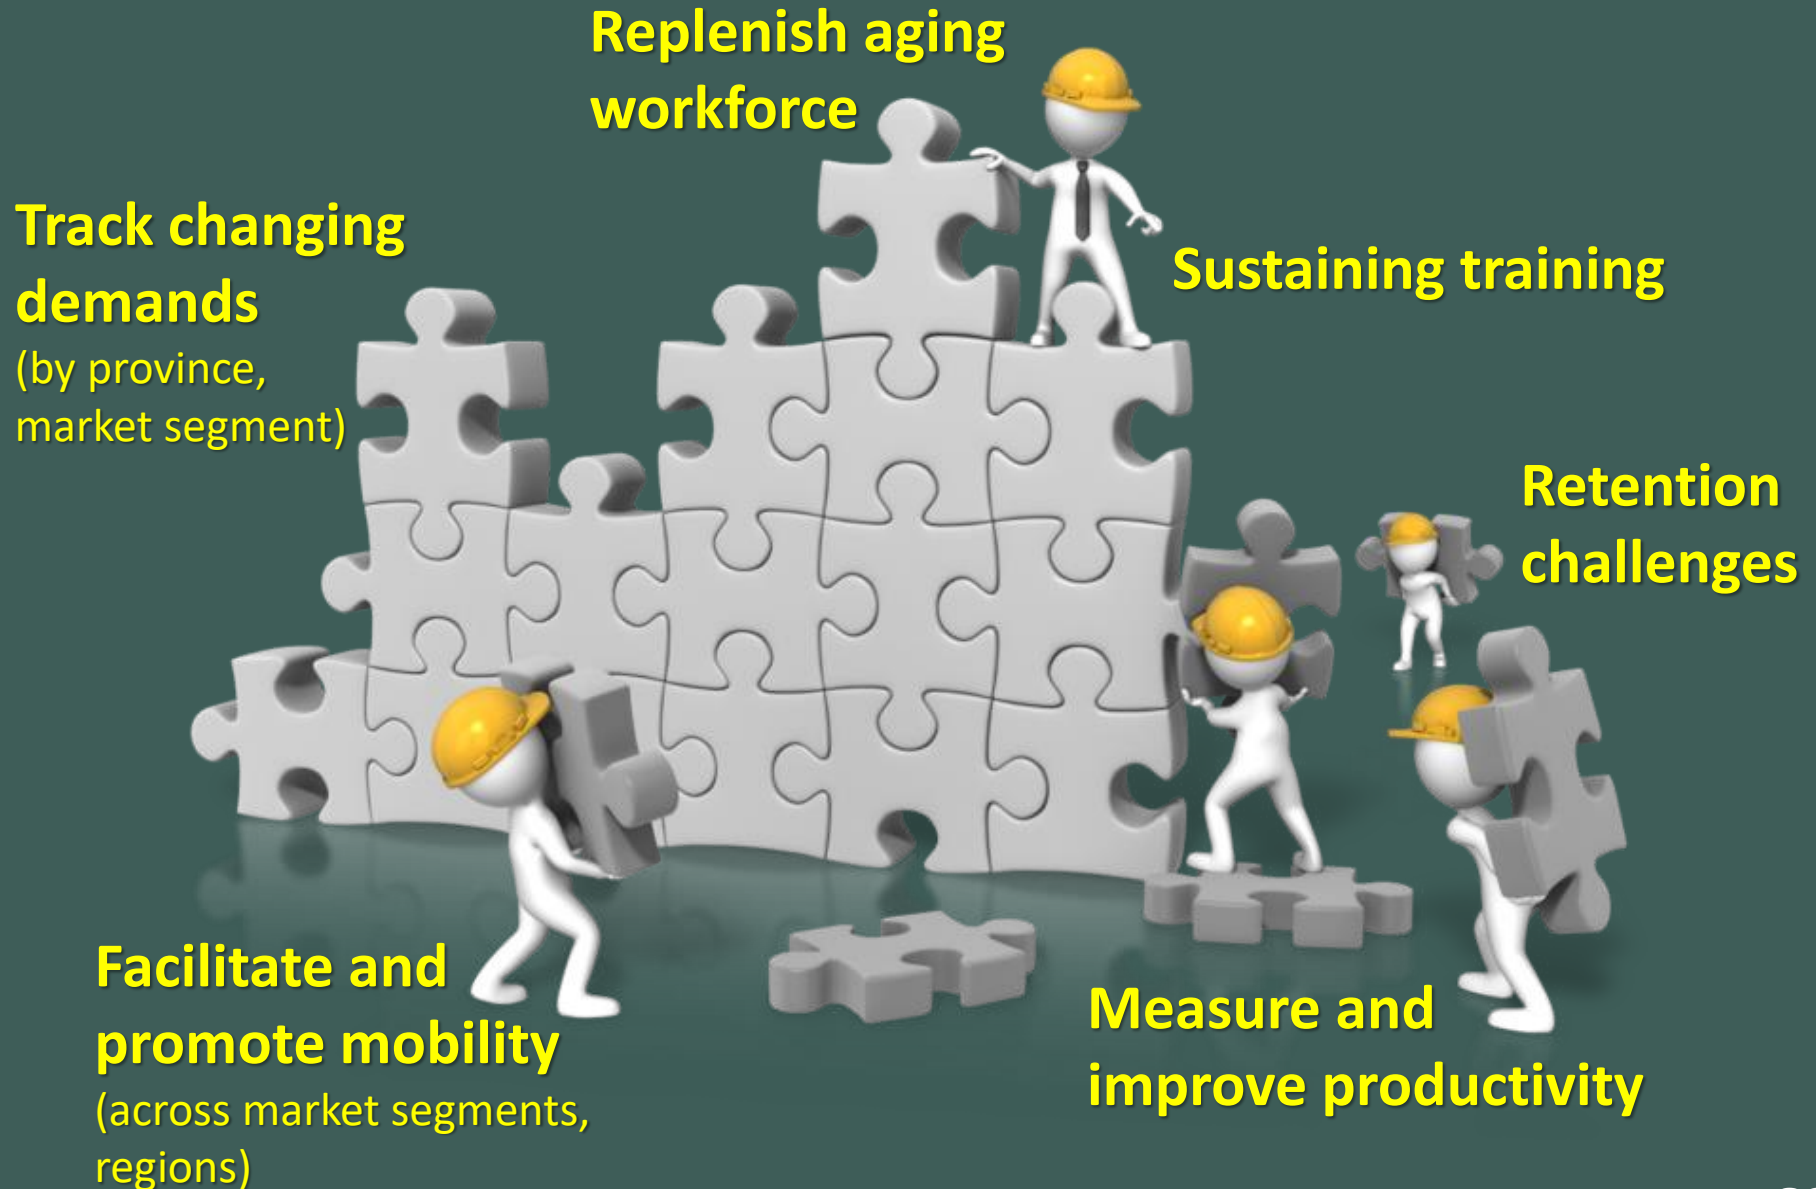 Replenish aging
workforce
Track changing
demands
(by province,
market segment)
Sustaining training
Retention
challenges
Facilitate and
promote mobility
(across market segments,
regions)
Measure and
improve productivity